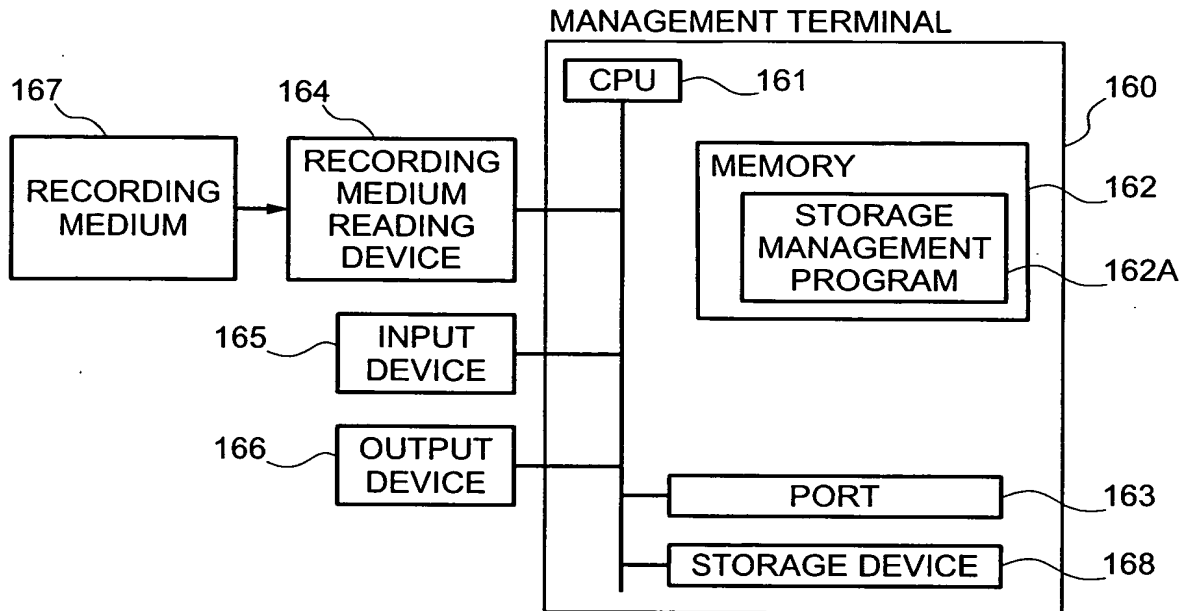 MANAGEMENT TERMINAL
CPU
161
160
167
164
RECORDING
MEDIUM
RECORDING
MEDIUM
READING
DEVICE
MEMORY
162
STORAGE
MANAGEMENT
PROGRAM
162A
165
INPUT
DEVICE
166
OUTPUT
DEVICE
PORT
163
STORAGE DEVICE
168